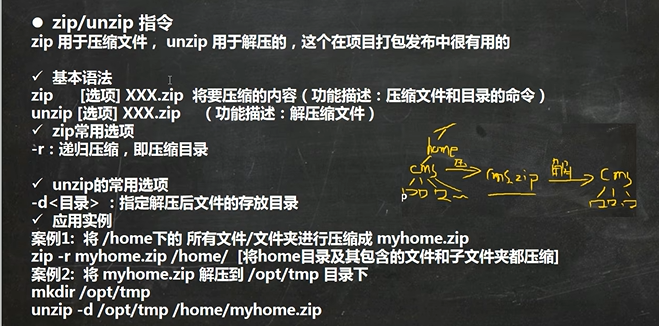 ● zip/unzip 指令
zip 用于压缩文件， unzip 用于解压的，这个在项目打包发布中很有用的
✓ 基本语法
zip [选项] XXX.zip 将要压缩的内容（功能描述：压缩文件和目录的命令）
unzip [选项] XXX.zip （功能描述：解压缩文件）
✓ zip常用选项
-r：递归压缩，即压缩目录
✓ unzip的常用选项
-d<目录> ：指定解压后文件的存放目录
✓ 应用实例
案例1: 将 /home下的 所有文件/文件夹进行压缩成 myhome.zip
zip -r myhome.zip /home/ [将home目录及其包含的文件和子文件夹都压缩]
案例2: 将 myhome.zip 解压到 /opt/tmp 目录下
mkdir /opt/tmp
unzip -d /opt/tmp /home/myhome.zip
home
cms
cms.zip
cms